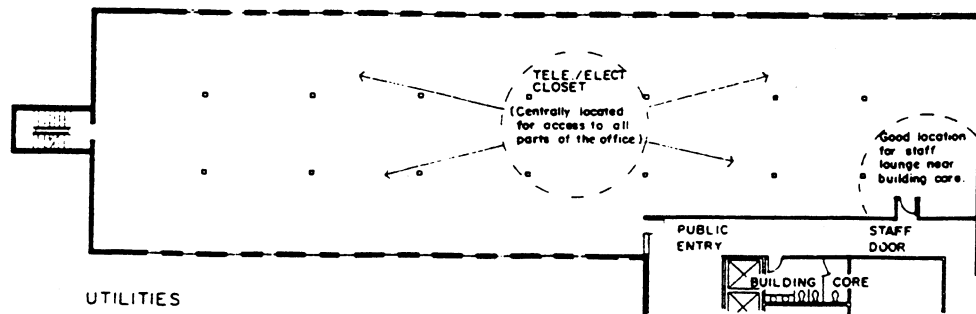 TELE./ELECT
CLOSET
(Centrally located
for access to all
parts of the office)
Good location
for staff
lounge near
building core.
PUBLIC
ENTRY
STAFF
DOOR
BUILDING CORE
UTILITIES